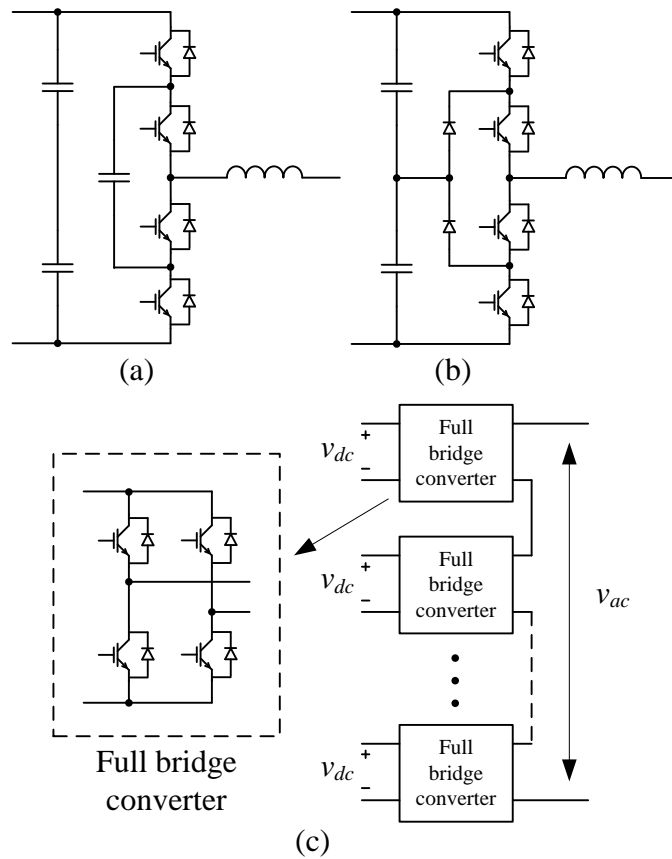 (a)
(b)
v_dc
+
−
Full
bridge
converter
v_dc
+
−
Full
bridge
converter
v_ac
v_dc
+
−
Full
bridge
converter
Full bridge
converter
(c)